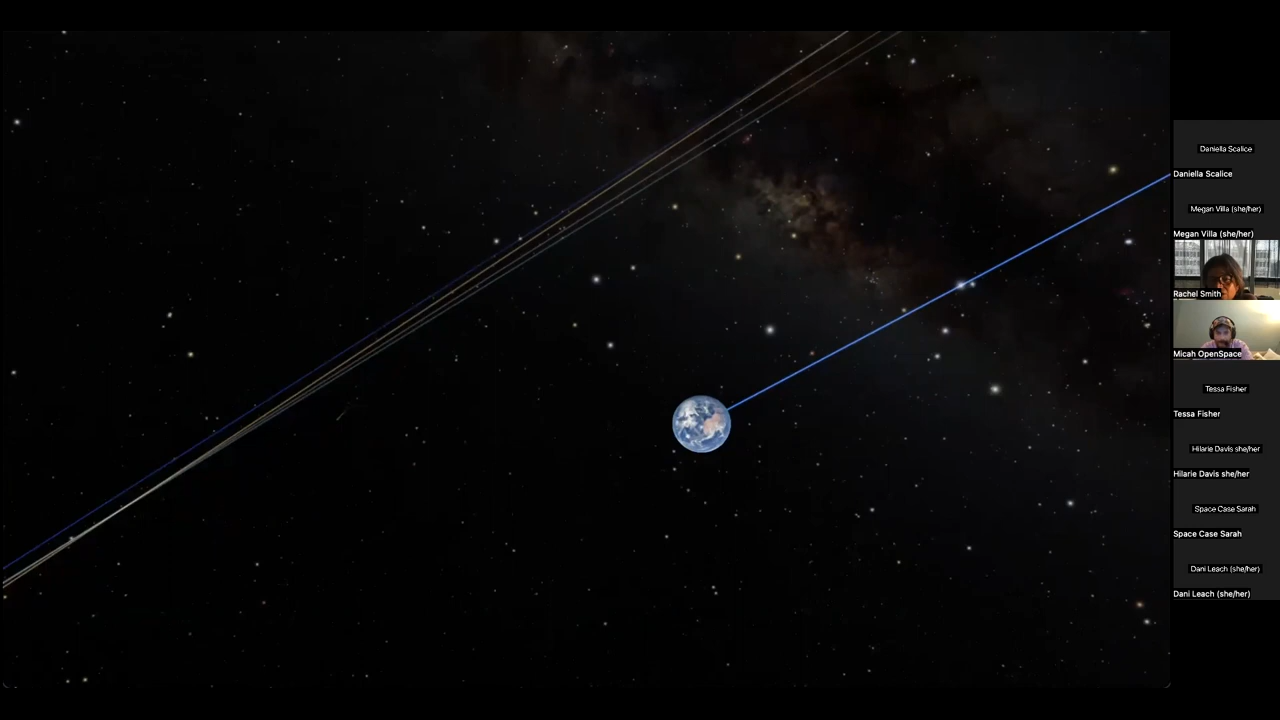 Daniella Scalice
Daniella Scalice
Megan Villa (she/her)
Megan Villa (she/her)
Rachel Smith
Micah OpenSpace
Tessa Fisher
Tessa Fisher
Hilarie Davis she/her
Hilarie Davis she/her
Space Case Sarah
Space Case Sarah
Dani Leach (she/her)
Dani Leach (she/her)